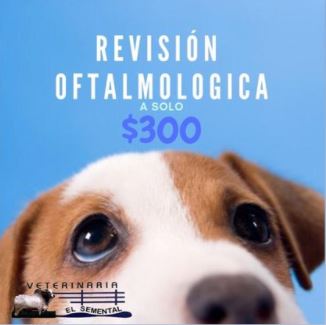 REVISIÓN
OFTALMOLOGICA
A SOLO
$300
VETERINARIA
EL SEMENTAL